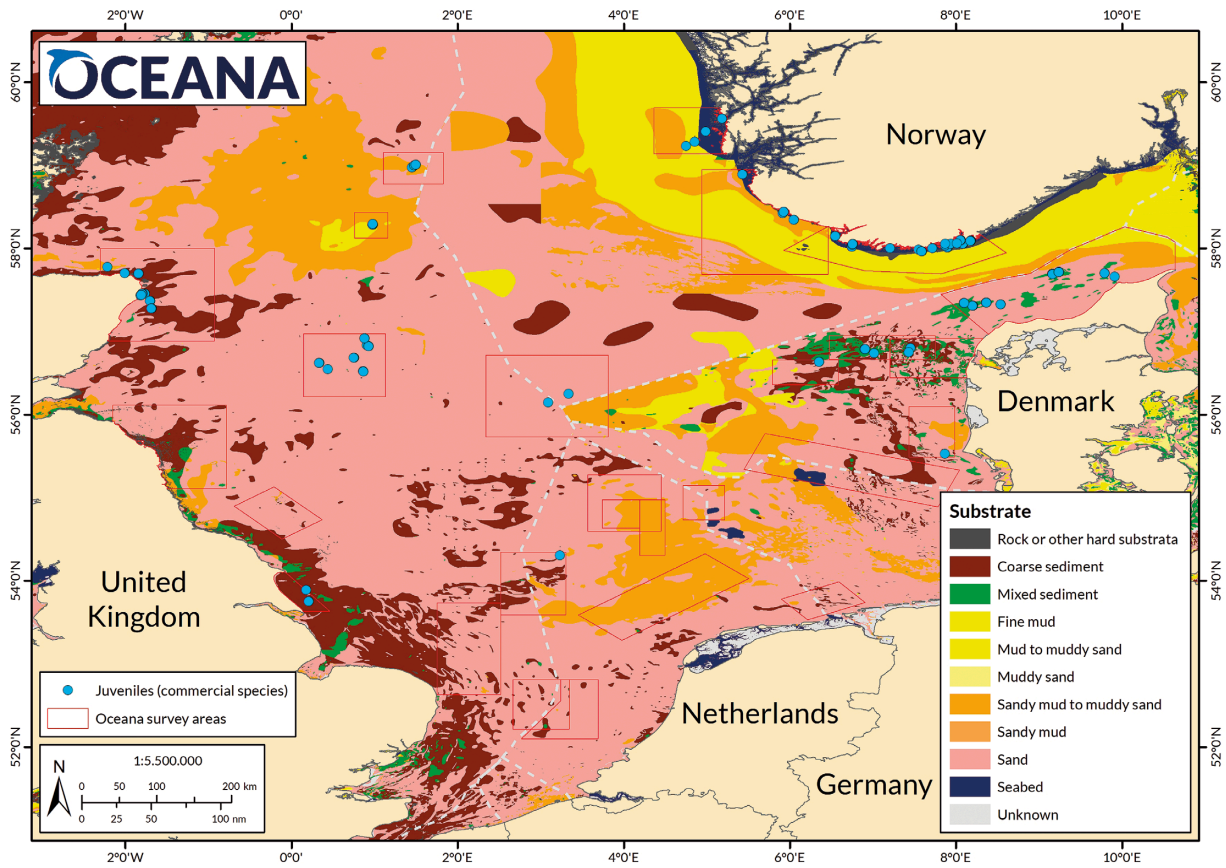 2°0'W 0°0' 2°0'E 4°0'E 6°0'E 8°0'E 10°0'E
OCEANA
60°0'N 60°0'N
Norway
58°0'N 58°0'N
Denmark
56°0'N 56°0'N
Substrate
Rock or other hard substrata
Coarse sediment
Mixed sediment
Fine mud
Mud to muddy sand
Muddy sand
Sandy mud to muddy sand
Sandy mud
Sand
Seabed
Unknown
54°0'N 54°0'N
United
Kingdom
Juveniles (commercial species)
Oceana survey areas
Netherlands
Germany
52°0'N 52°0'N
N
1:5.500.000
0 50 100 200 km
0 25 50 100 nm
2°0'W 0°0' 2°0'E 4°0'E 6°0'E 8°0'E 10°0'E